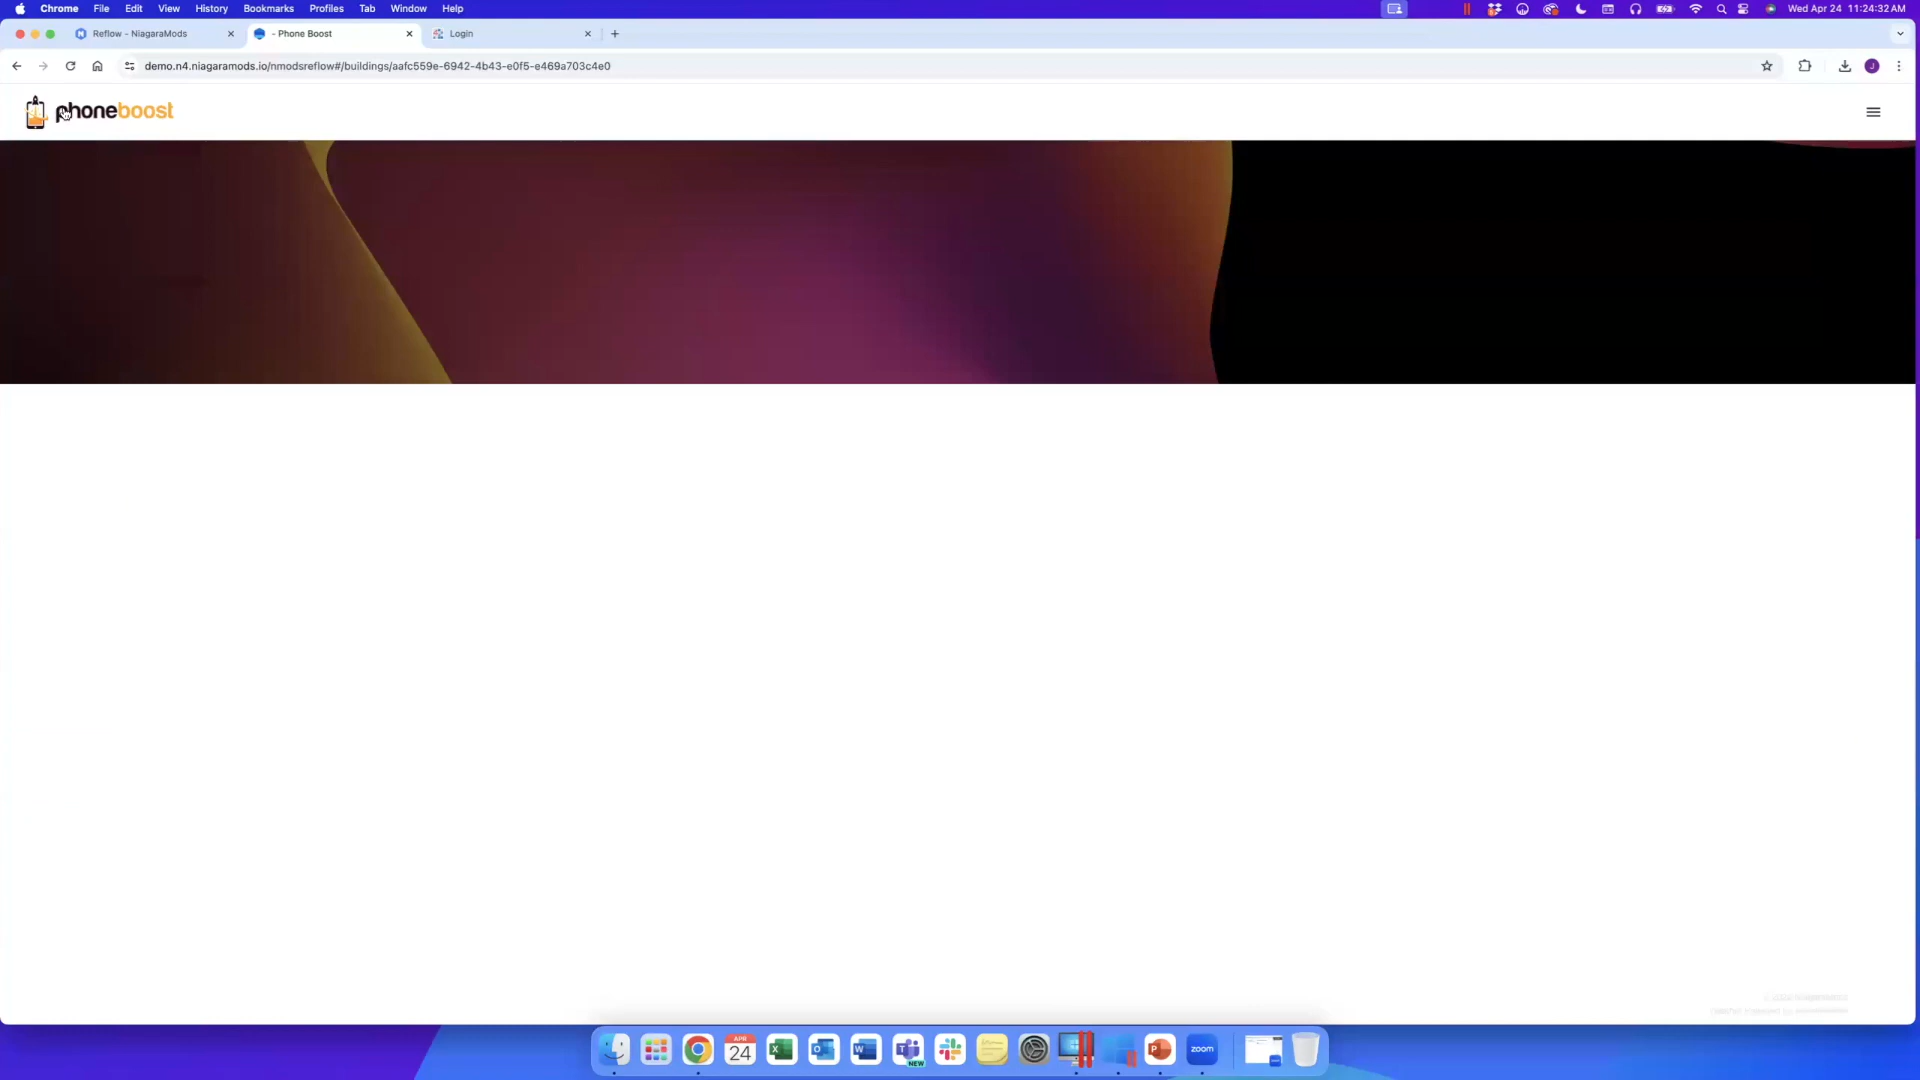 Chrome File Edit View History Bookmarks Profiles Tab Window Help Wed Apr 24 11:24:32 AM
Reflow - NiagaraMods - Phone Boost Login
demo.n4.niagaramods.io/nmodsreflow#/buildings/aafc559e-6942-4b43-e0f5-e469a703c4e0 J
phoneboost
APR
24 NEW zoom